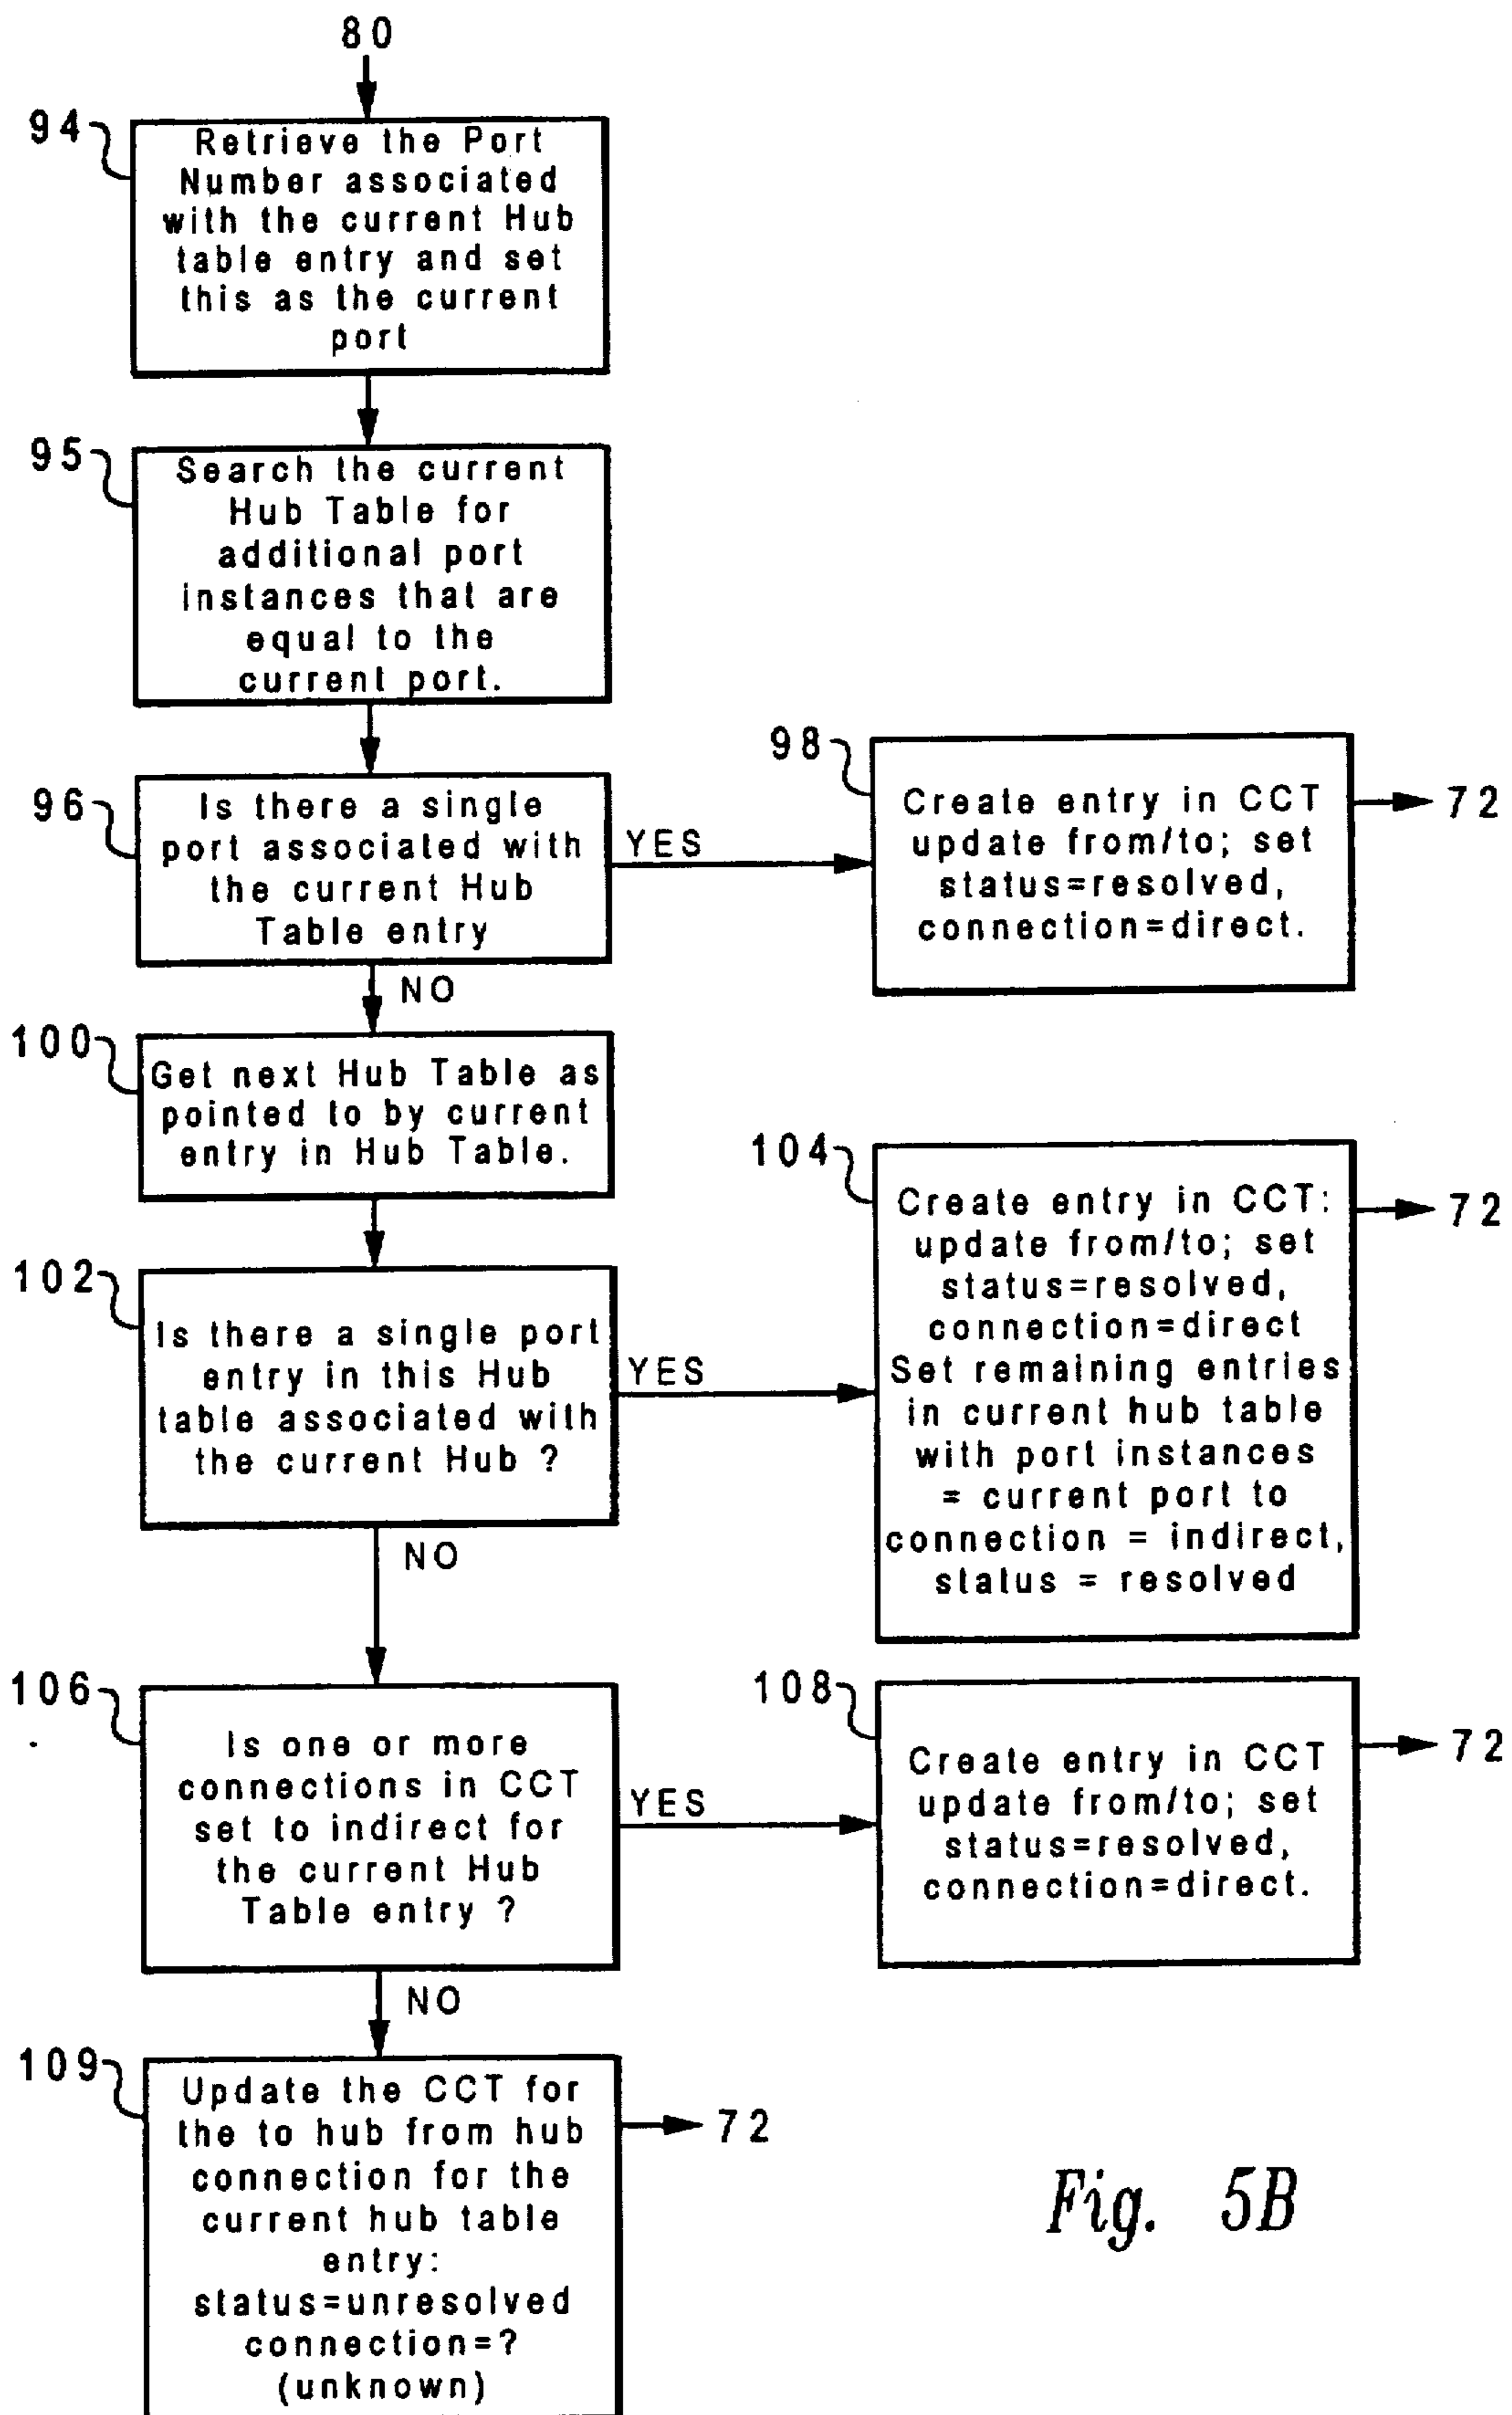 80
94
Retrieve the Port
Number associated
with the current Hub
table entry and set
this as the current
port
95
Search the current
Hub Table for
additional port
instances that are
equal to the
current port.
96
Is there a single
port associated with
the current Hub
Table entry
YES
98
Create entry in CCT
update from/to; set
status=resolved,
connection=direct.
72
NO
100
Get next Hub Table as
pointed to by current
entry in Hub Table.
102
Is there a single port
entry in this Hub
table associated with
the current Hub ?
YES
104
Create entry in CCT:
update from/to; set
status=resolved,
connection=direct
Set remaining entries
in current hub table
with port instances
= current port to
connection = indirect,
status = resolved
72
NO
106
Is one or more
connections in CCT
set to indirect for
the current Hub
Table entry ?
YES
108
Create entry in CCT
update from/to; set
status=resolved,
connection=direct.
72
NO
109
Update the CCT for
the to hub from hub
connection for the
current hub table
entry:
status=unresolved
connection=?
(unknown)
72
Fig. 5B